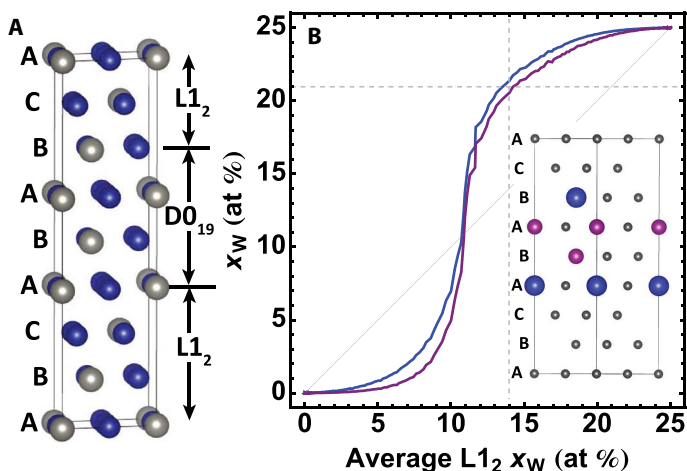 A
A
C
B
A
B
A
C
B
A
L1₂
D0₁₉
L1₂
B
x_W (at %)
25
20
15
10
5
0
0 5 10 15 20 25
Average L1₂ x_W (at %)
A
C
B
A
B
A
C
B
A